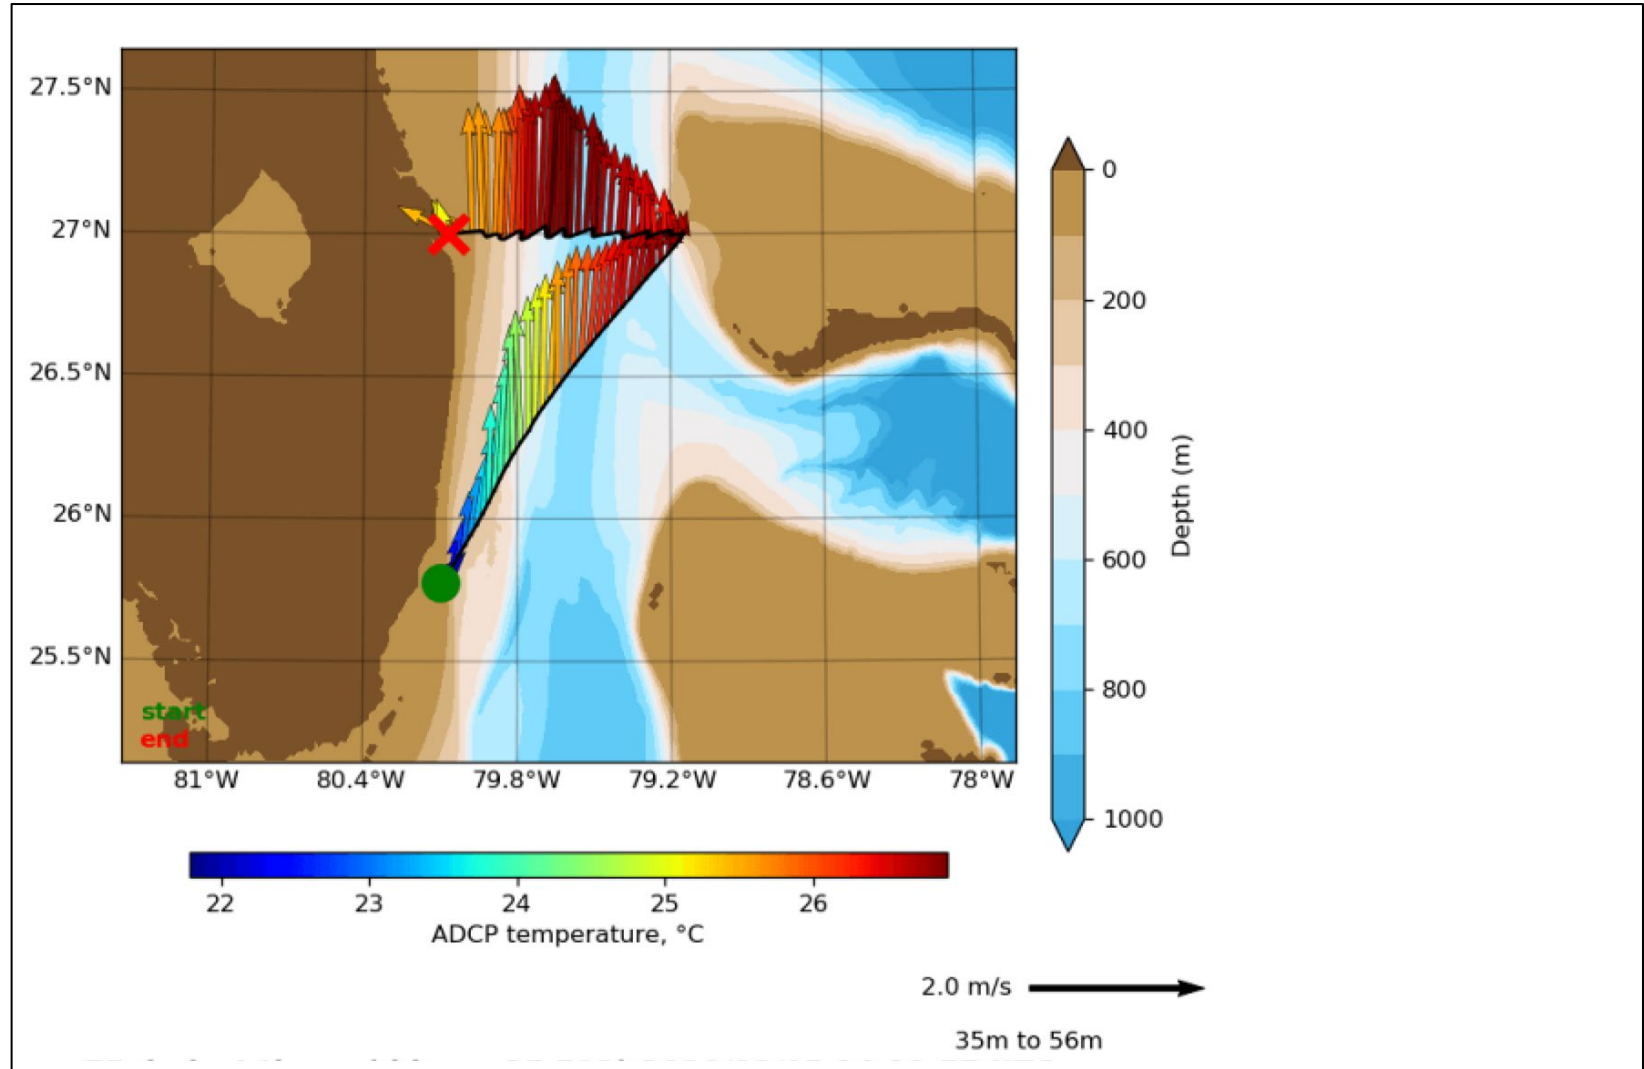 27.5°N
27°N
26.5°N
26°N
25.5°N
start
end
81°W 80.4°W 79.8°W 79.2°W 78.6°W 78°W
0
200
400
600
800
1000
Depth (m)
22 23 24 25 26
ADCP temperature, °C
2.0 m/s
35m to 56m